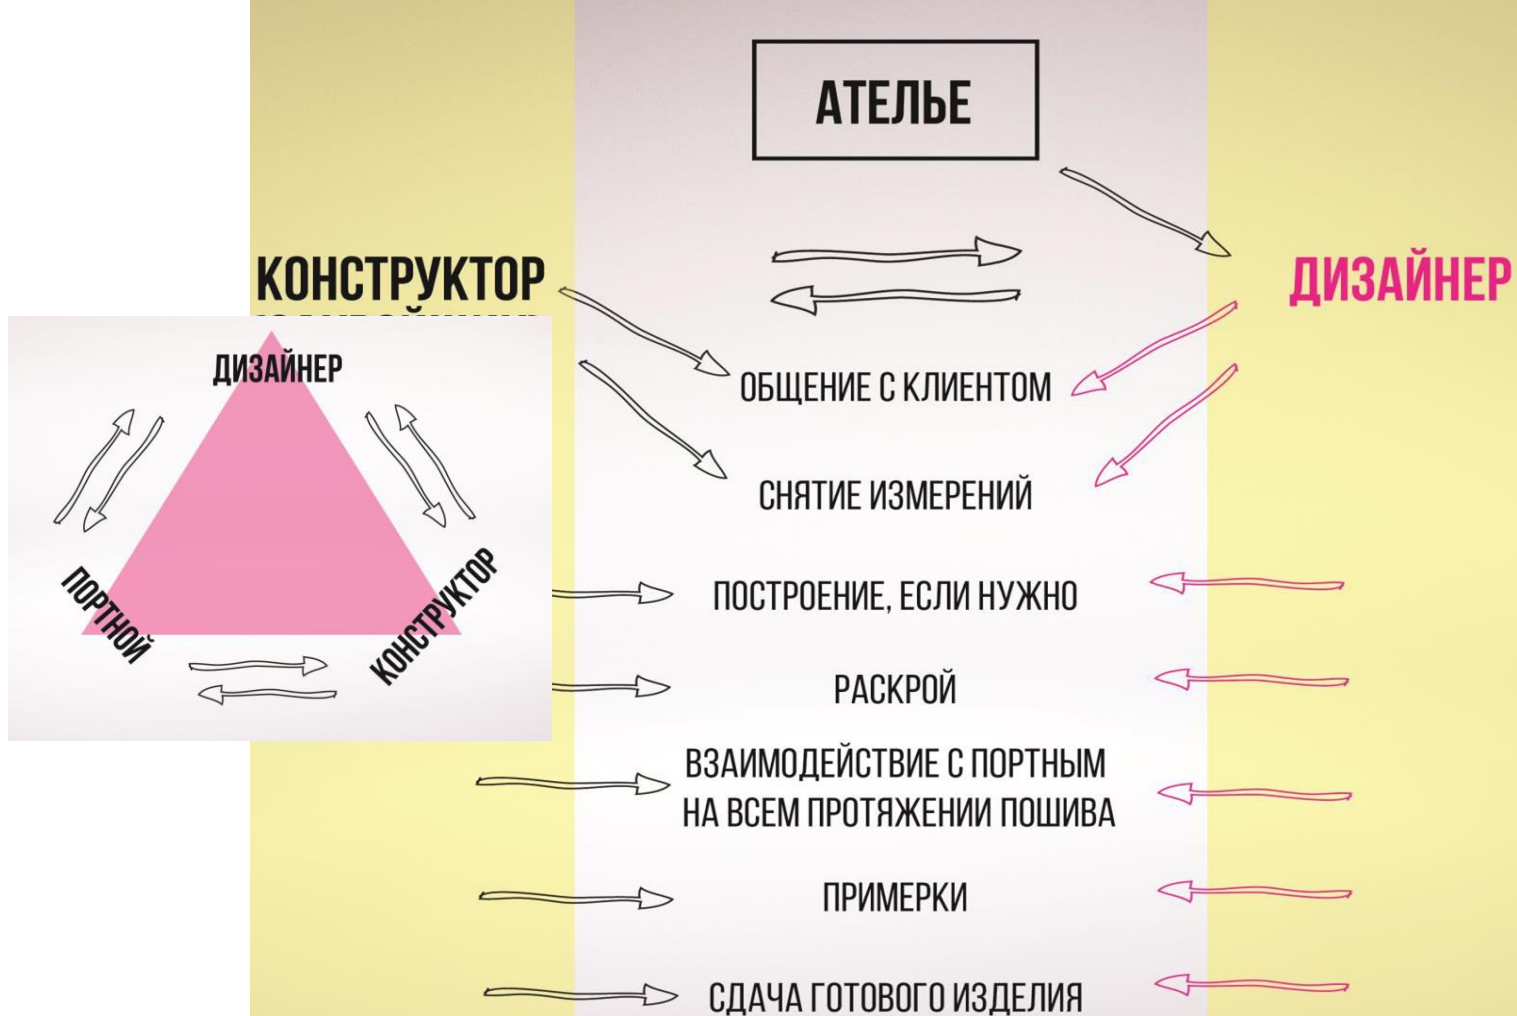 АТЕЛЬЕ
КОНСТРУКТОР
ДИЗАЙНЕР
ОБЩЕНИЕ С КЛИЕНТОМ
СНЯТИЕ ИЗМЕРЕНИЙ
ПОСТРОЕНИЕ, ЕСЛИ НУЖНО
РАСКРОЙ
ВЗАИМОДЕЙСТВИЕ С ПОРТНЫМ
НА ВСЕМ ПРОТЯЖЕНИИ ПОШИВА
ПРИМЕРКИ
СДАЧА ГОТОВОГО ИЗДЕЛИЯ
ДИЗАЙНЕР
ПОРТНОЙ
КОНСТРУКТОР